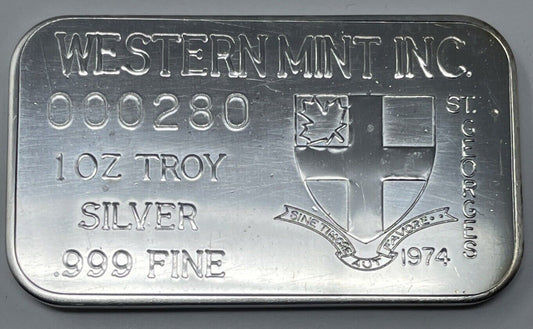 WESTERN MINT INC.
000280
1 OZ TROY
SILVER
.999 FINE
ST. GEORGES
SINE TIMORE AUT FAVORE
1974